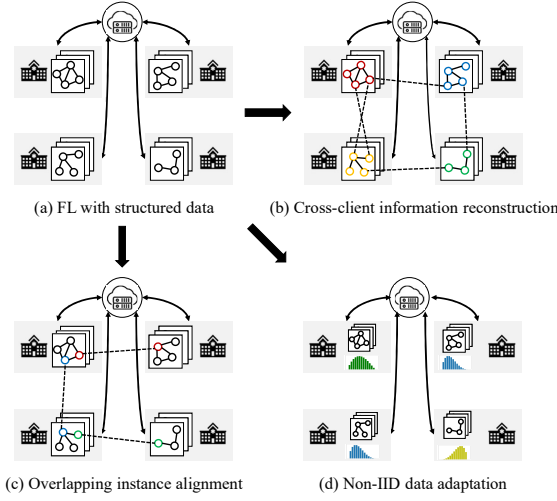 (a) FL with structured data
(b) Cross-client information reconstruction
(c) Overlapping instance alignment
(d) Non-IID data adaptation